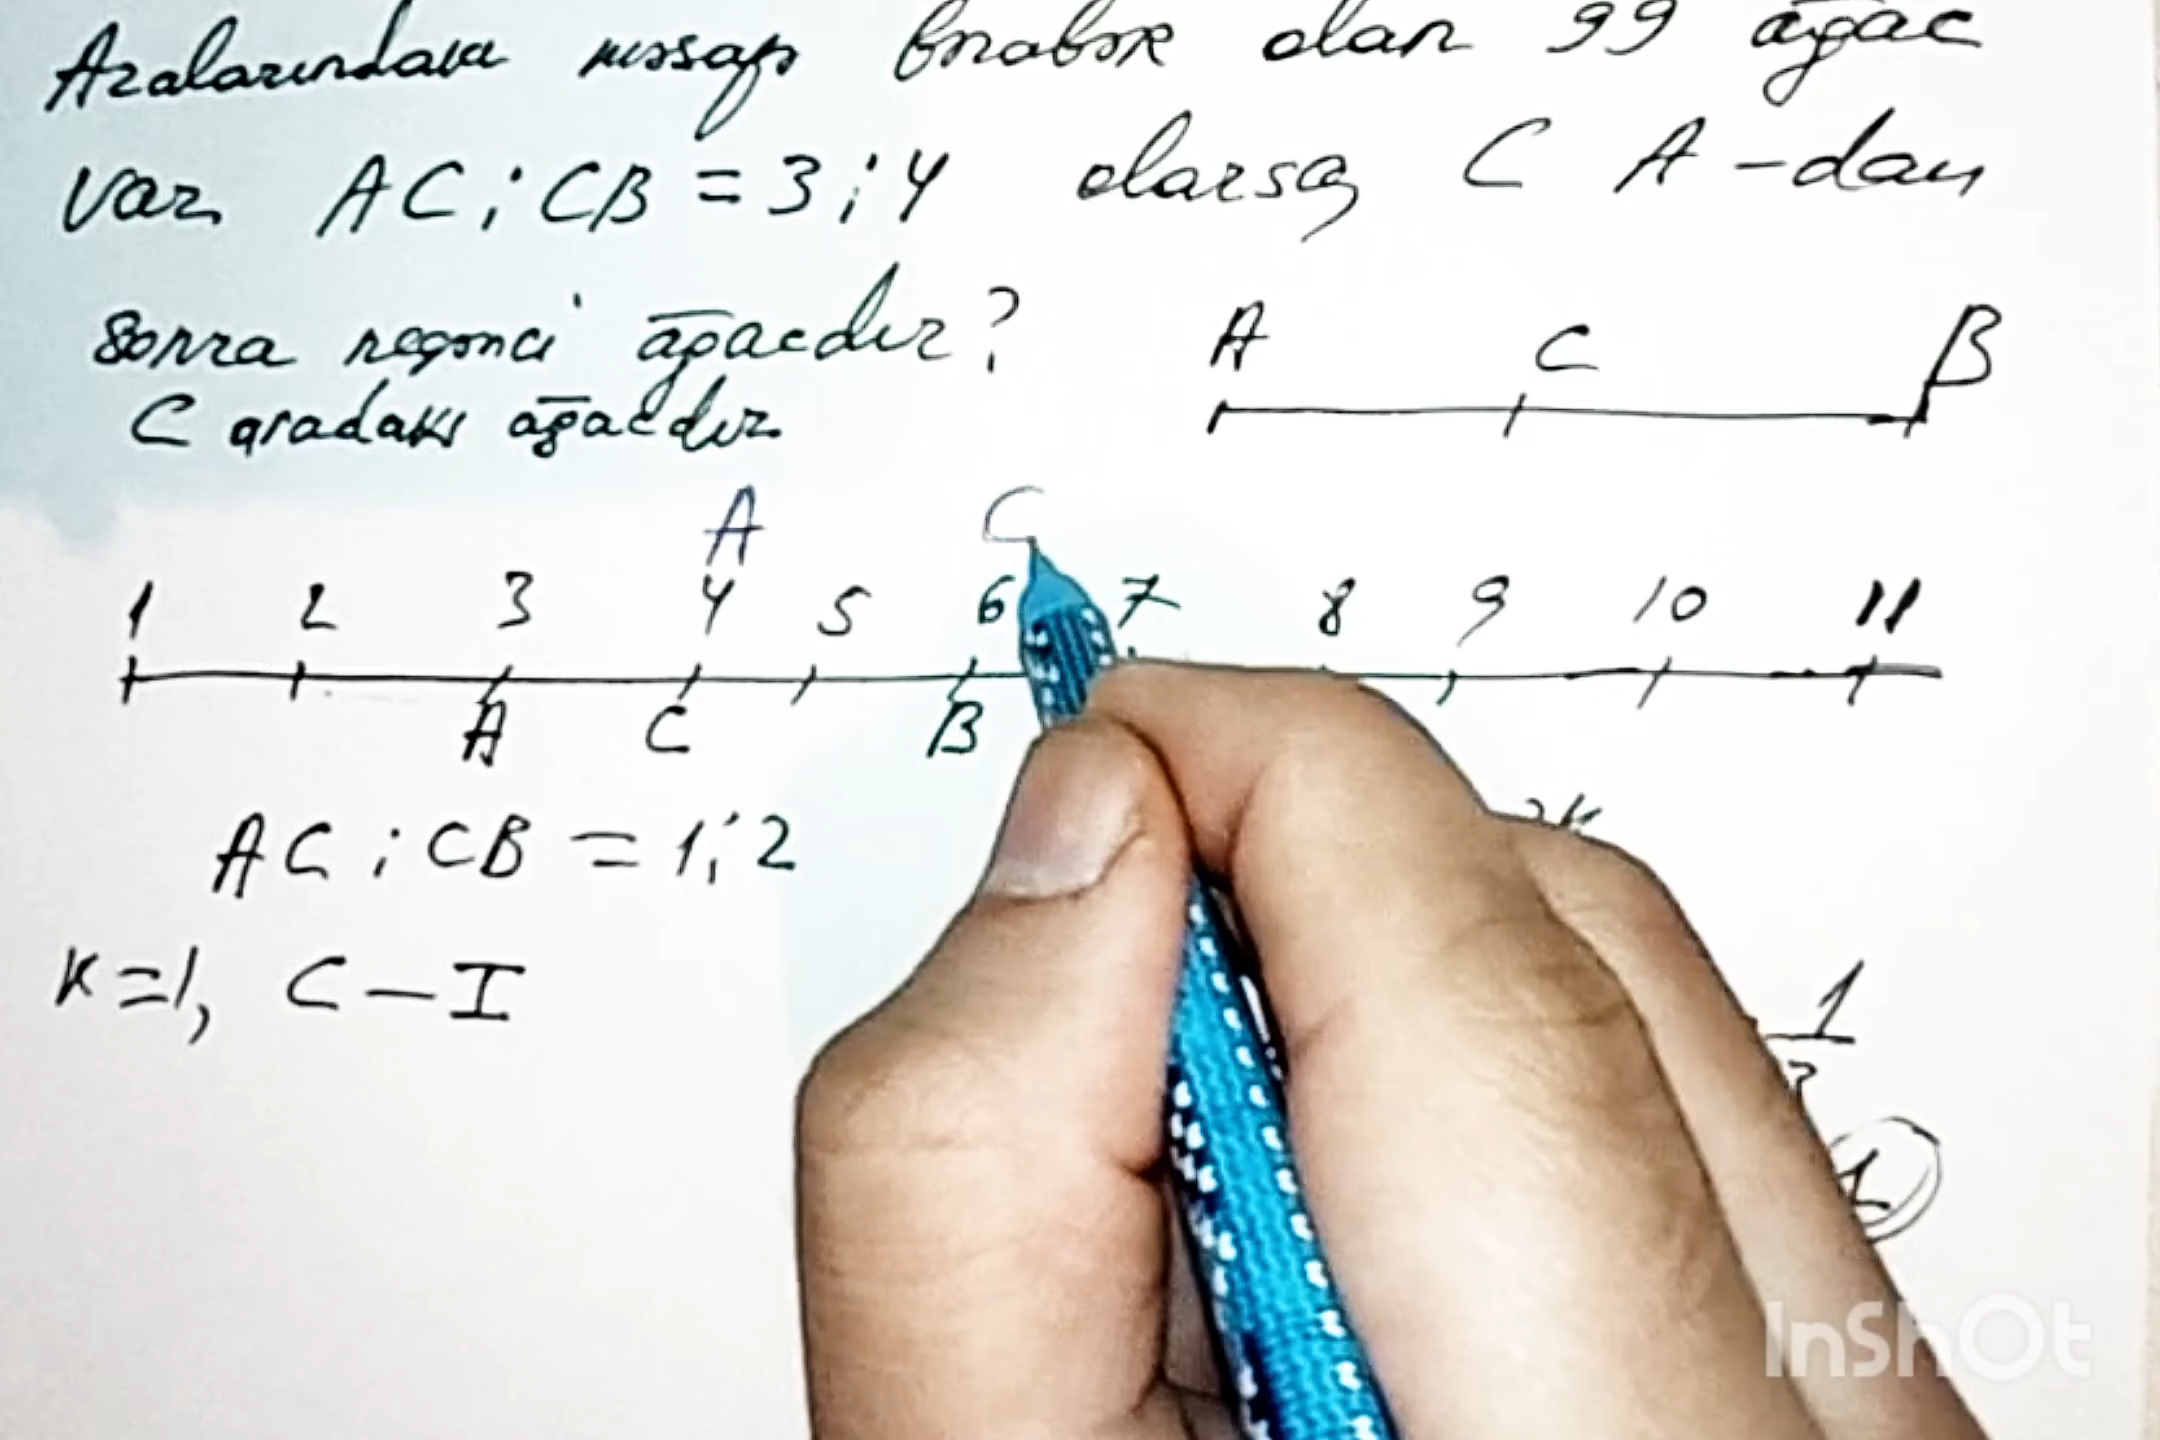 Aralarındakı məsafə bərabər olan 99 ağac
var AC : CB = 3 : 4 olarsa, C A-dan
sonra neçənci ağacdır?
C aradakı ağacdır
A C B
A C
1 2 3 4 5 6 7 8 9 10 11
A C B
AC : CB = 1 : 2
k=1, C – I
1
InShOt